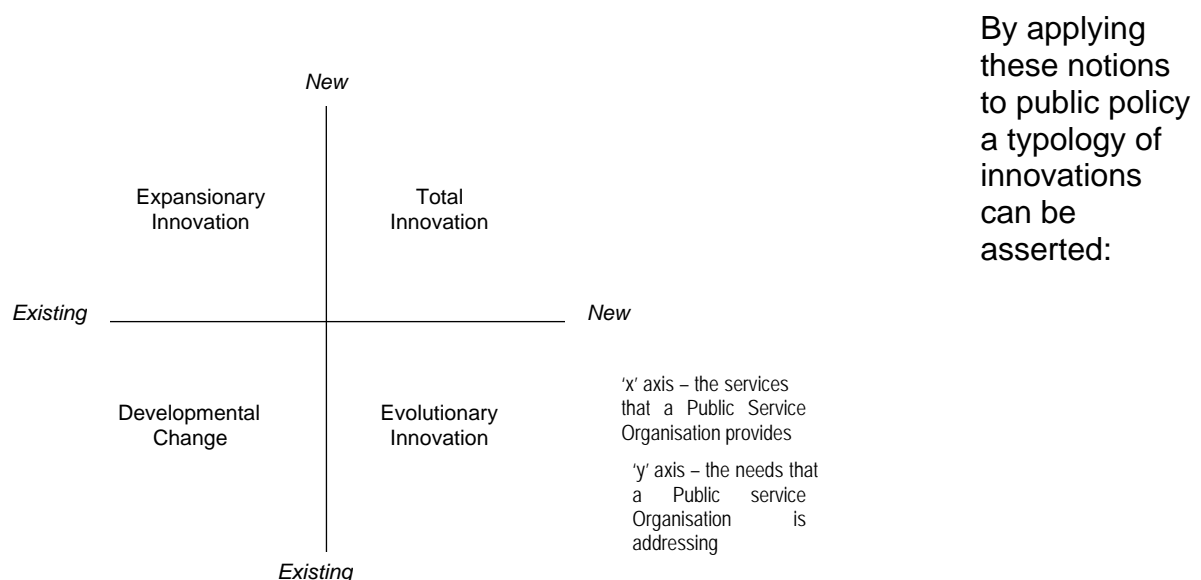 By applying
these notions
to public policy
a typology of
innovations
can be
asserted:
New
Expansionary
Innovation
Total
Innovation
Existing
New
Developmental
Change
Evolutionary
Innovation
‘x’ axis – the services
that a Public Service
Organisation provides
‘y’ axis – the needs that
a Public service
Organisation is
addressing
Existing